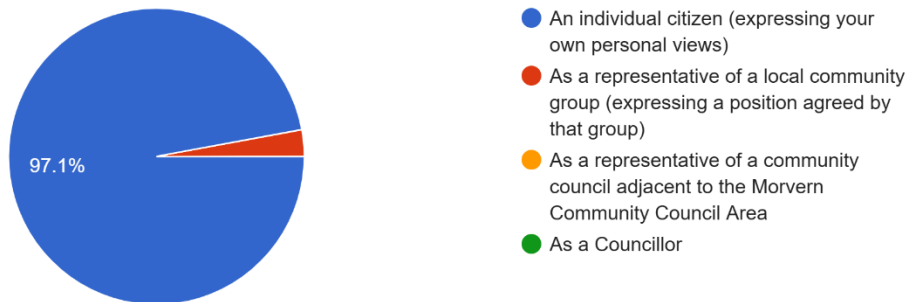 97.1%
An individual citizen (expressing your
own personal views)
As a representative of a local community
group (expressing a position agreed by
that group)
As a representative of a community
council adjacent to the Morvern
Community Council Area
As a Councillor